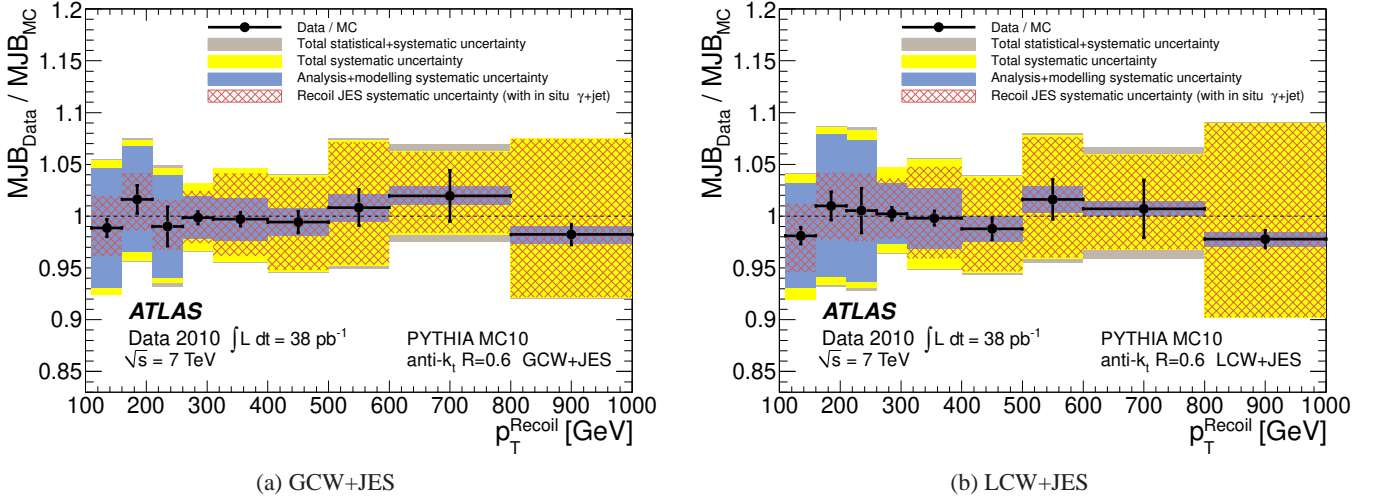 MJB_Data / MJB_MC
1.2
1.15
1.1
1.05
1
0.95
0.9
0.85
Data / MC
Total statistical+systematic uncertainty
Total systematic uncertainty
Analysis+modelling systematic uncertainty
Recoil JES systematic uncertainty (with in situ γ+jet)
ATLAS
Data 2010 ∫L dt = 38 pb⁻¹
√s = 7 TeV
PYTHIA MC10
anti-k_t R=0.6 GCW+JES
100 200 300 400 500 600 700 800 900 1000
p_T^Recoil [GeV]
(a) GCW+JES
MJB_Data / MJB_MC
1.2
1.15
1.1
1.05
1
0.95
0.9
0.85
Data / MC
Total statistical+systematic uncertainty
Total systematic uncertainty
Analysis+modelling systematic uncertainty
Recoil JES systematic uncertainty (with in situ γ+jet)
ATLAS
Data 2010 ∫L dt = 38 pb⁻¹
√s = 7 TeV
PYTHIA MC10
anti-k_t R=0.6 LCW+JES
100 200 300 400 500 600 700 800 900 1000
p_T^Recoil [GeV]
(b) LCW+JES